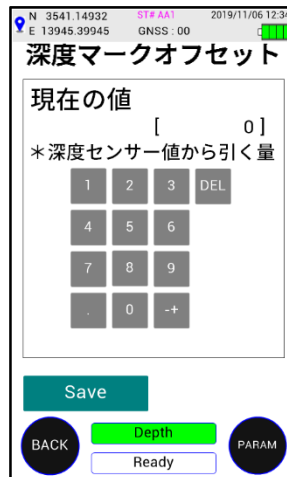 N 3541.14932 ST# AA1 2019/11/06 12:34
E 13945.39945 GNSS : 00
深度マークオフセット
現在の値
[ 0 ]
＊深度センサー値から引く量
1 2 3 DEL
4 5 6
7 8 9
. 0 -+
Save
BACK Depth PARAM
Ready